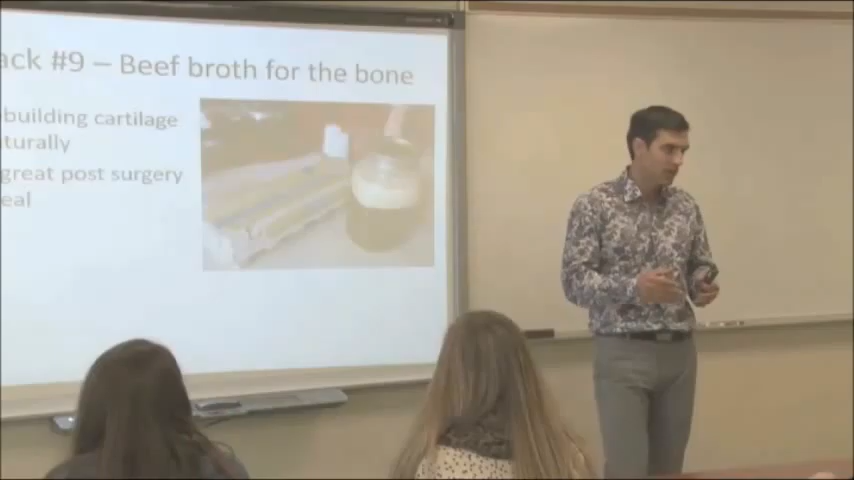 ack #9 – Beef broth for the bone
building cartilage
turally
great post surgery
eal